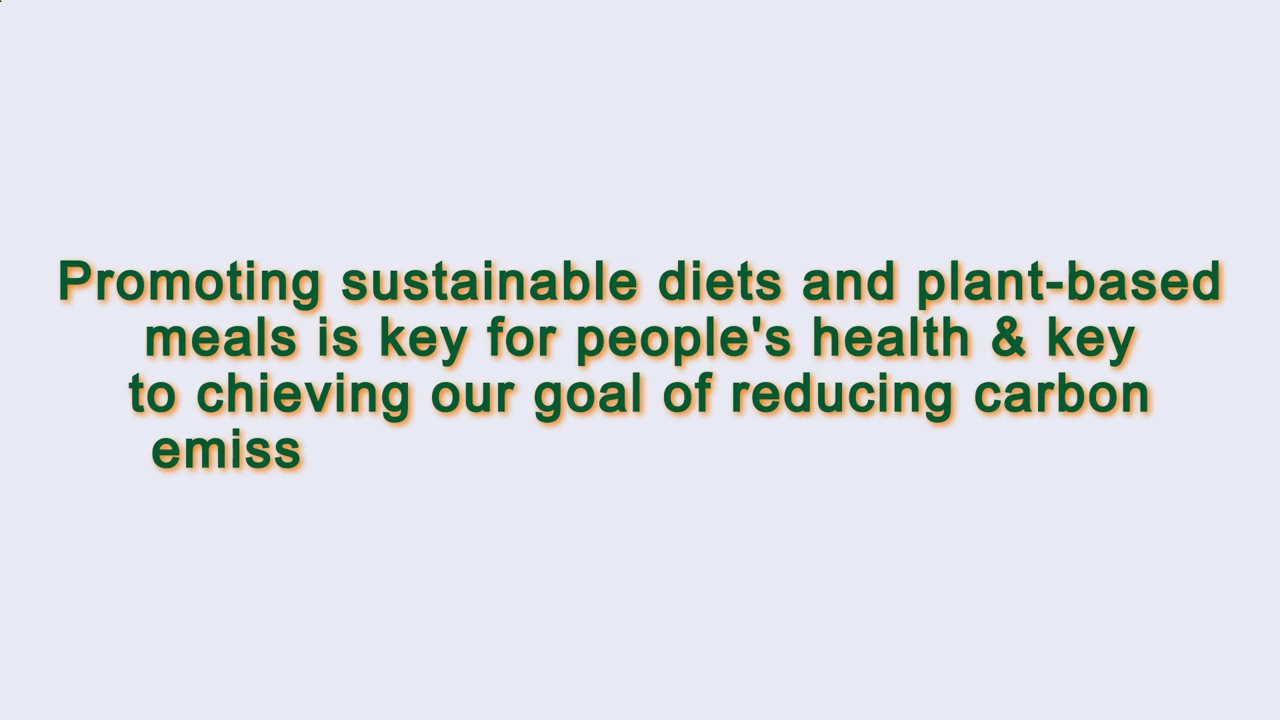 Promoting sustainable diets and plant-based
meals is key for people's health & key
to chieving our goal of reducing carbon
emiss